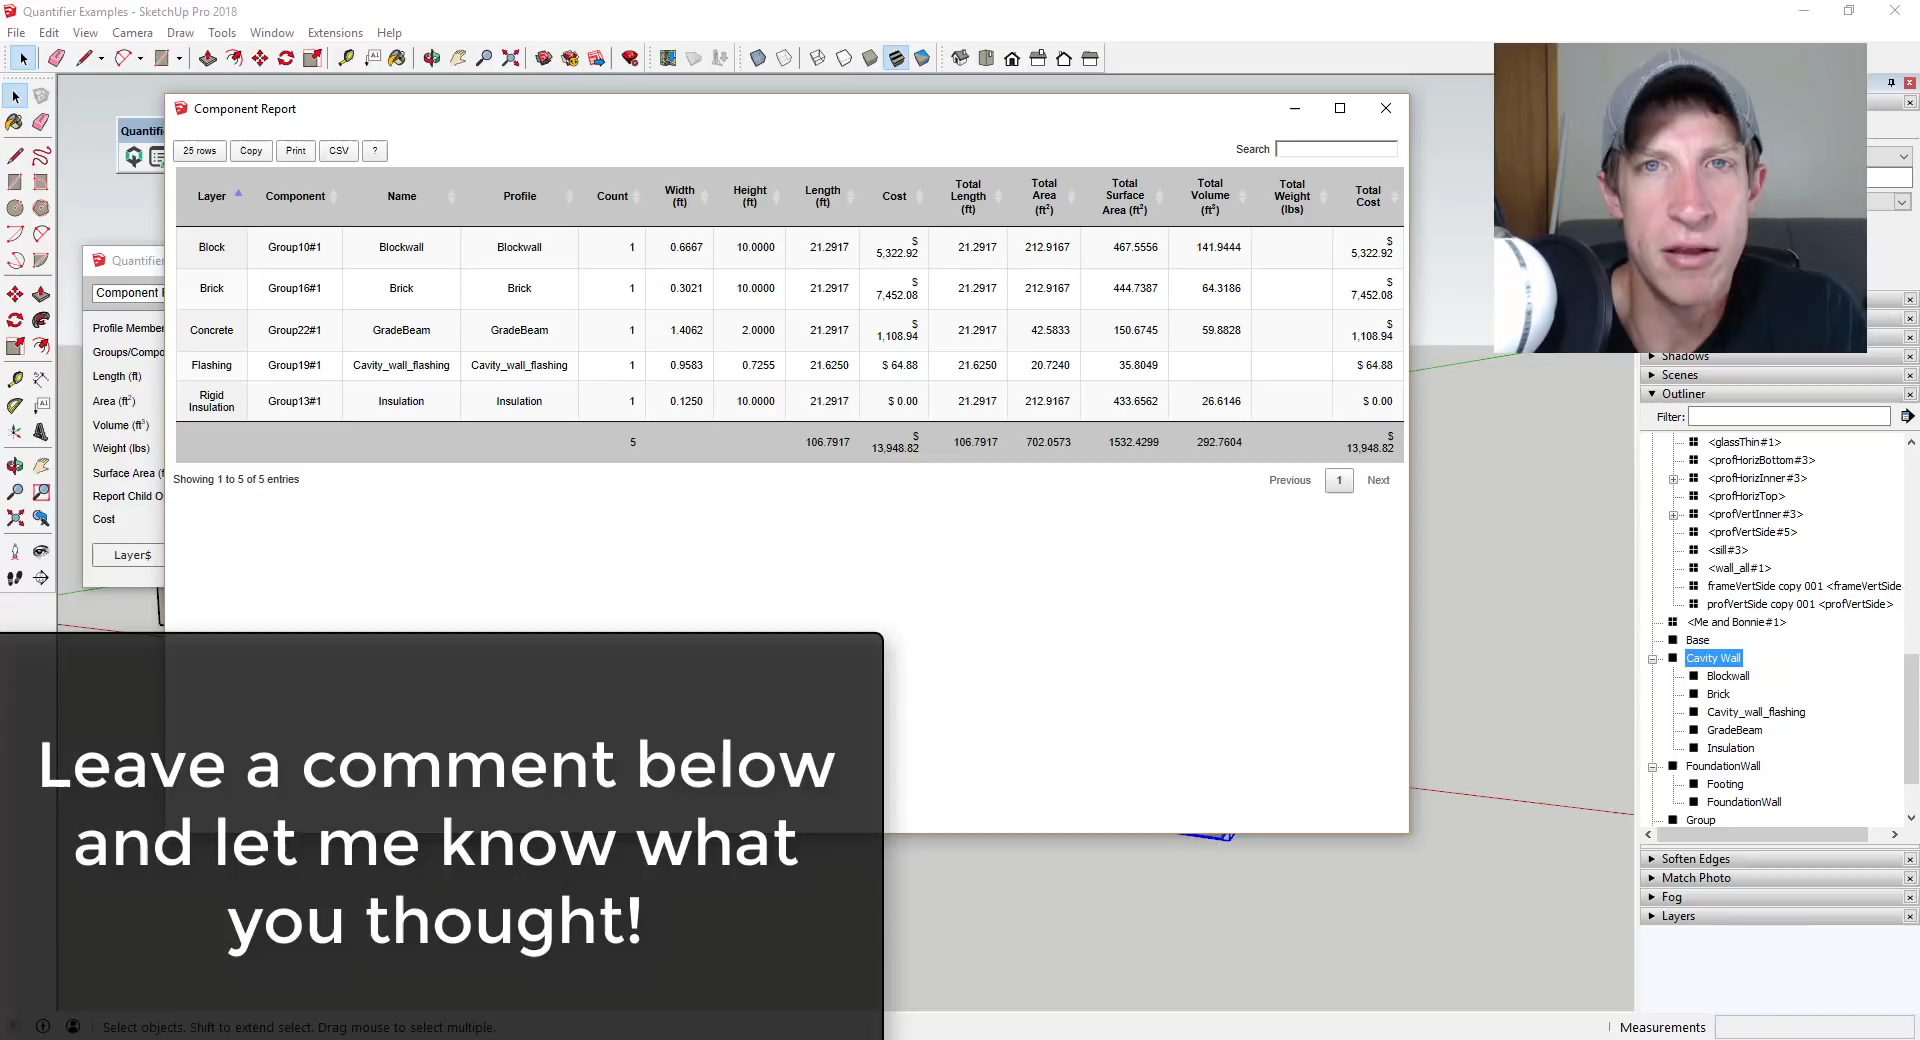 Quantifier Examples - SketchUp Pro 2018
File Edit View Camera Draw Tools Window Extensions Help
Quantifi
Quantifier
Component R
Profile Member
Groups/Compo
Length (ft)
Area (ft²)
Volume (ft³)
Weight (lbs)
Surface Area (f
Report Child O
Cost
Layer$
Component Report
25 rows Copy Print CSV ? Search
Layer Component Name Profile Count Width (ft) Height (ft) Length (ft) Cost Total Length (ft) Total Area (ft²) Total Surface Area (ft²) Total Volume (ft³) Total Weight (lbs) Total Cost
Block Group10#1 Blockwall Blockwall 1 0.6667 10.0000 21.2917 $ 5,322.92 21.2917 212.9167 467.5556 141.9444 $ 5,322.92
Brick Group16#1 Brick Brick 1 0.3021 10.0000 21.2917 $ 7,452.08 21.2917 212.9167 444.7387 64.3186 $ 7,452.08
Concrete Group22#1 GradeBeam GradeBeam 1 1.4062 2.0000 21.2917 $ 1,108.94 21.2917 42.5833 150.6745 59.8828 $ 1,108.94
Flashing Group19#1 Cavity_wall_flashing Cavity_wall_flashing 1 0.9583 0.7255 21.6250 $ 64.88 21.6250 20.7240 35.8049 $ 64.88
Rigid Insulation Group13#1 Insulation Insulation 1 0.1250 10.0000 21.2917 $ 0.00 21.2917 212.9167 433.6562 26.6146 $ 0.00
5 106.7917 $ 13,948.82 106.7917 702.0573 1532.4299 292.7604 $ 13,948.82
Showing 1 to 5 of 5 entries Previous 1 Next
Shadows
Scenes
Outliner
Filter:
<glassThin#1>
<profHorizBottom#3>
<profHorizInner#3>
<profHorizTop>
<profVertInner#3>
<profVertSide#5>
<sill#3>
<wall_all#1>
frameVertSide copy 001 <frameVertSide
profVertSide copy 001 <profVertSide>
<Me and Bonnie#1>
Base
Cavity Wall
Blockwall
Brick
Cavity_wall_flashing
GradeBeam
Insulation
FoundationWall
Footing
FoundationWall
Group
Soften Edges
Match Photo
Fog
Layers
Leave a comment below
and let me know what
you thought!
Select objects. Shift to extend select. Drag mouse to select multiple.
Measurements